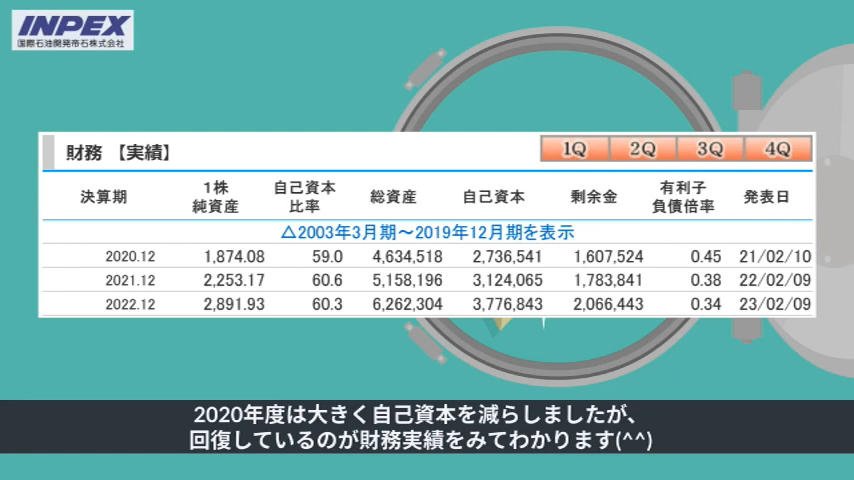 INPEX
国際石油開発帝石株式会社
財務 【実績】
1Q 2Q 3Q 4Q
決算期 1株純資産 自己資本比率 総資産 自己資本 剰余金 有利子負債倍率 発表日
△2003年3月期～2019年12月期を表示
2020.12 1,874.08 59.0 4,634,518 2,736,541 1,607,524 0.45 21/02/10
2021.12 2,253.17 60.6 5,158,196 3,124,065 1,783,841 0.38 22/02/09
2022.12 2,891.93 60.3 6,262,304 3,776,843 2,066,443 0.34 23/02/09
2020年度は大きく自己資本を減らしましたが、
回復しているのが財務実績をみてわかります(^^)